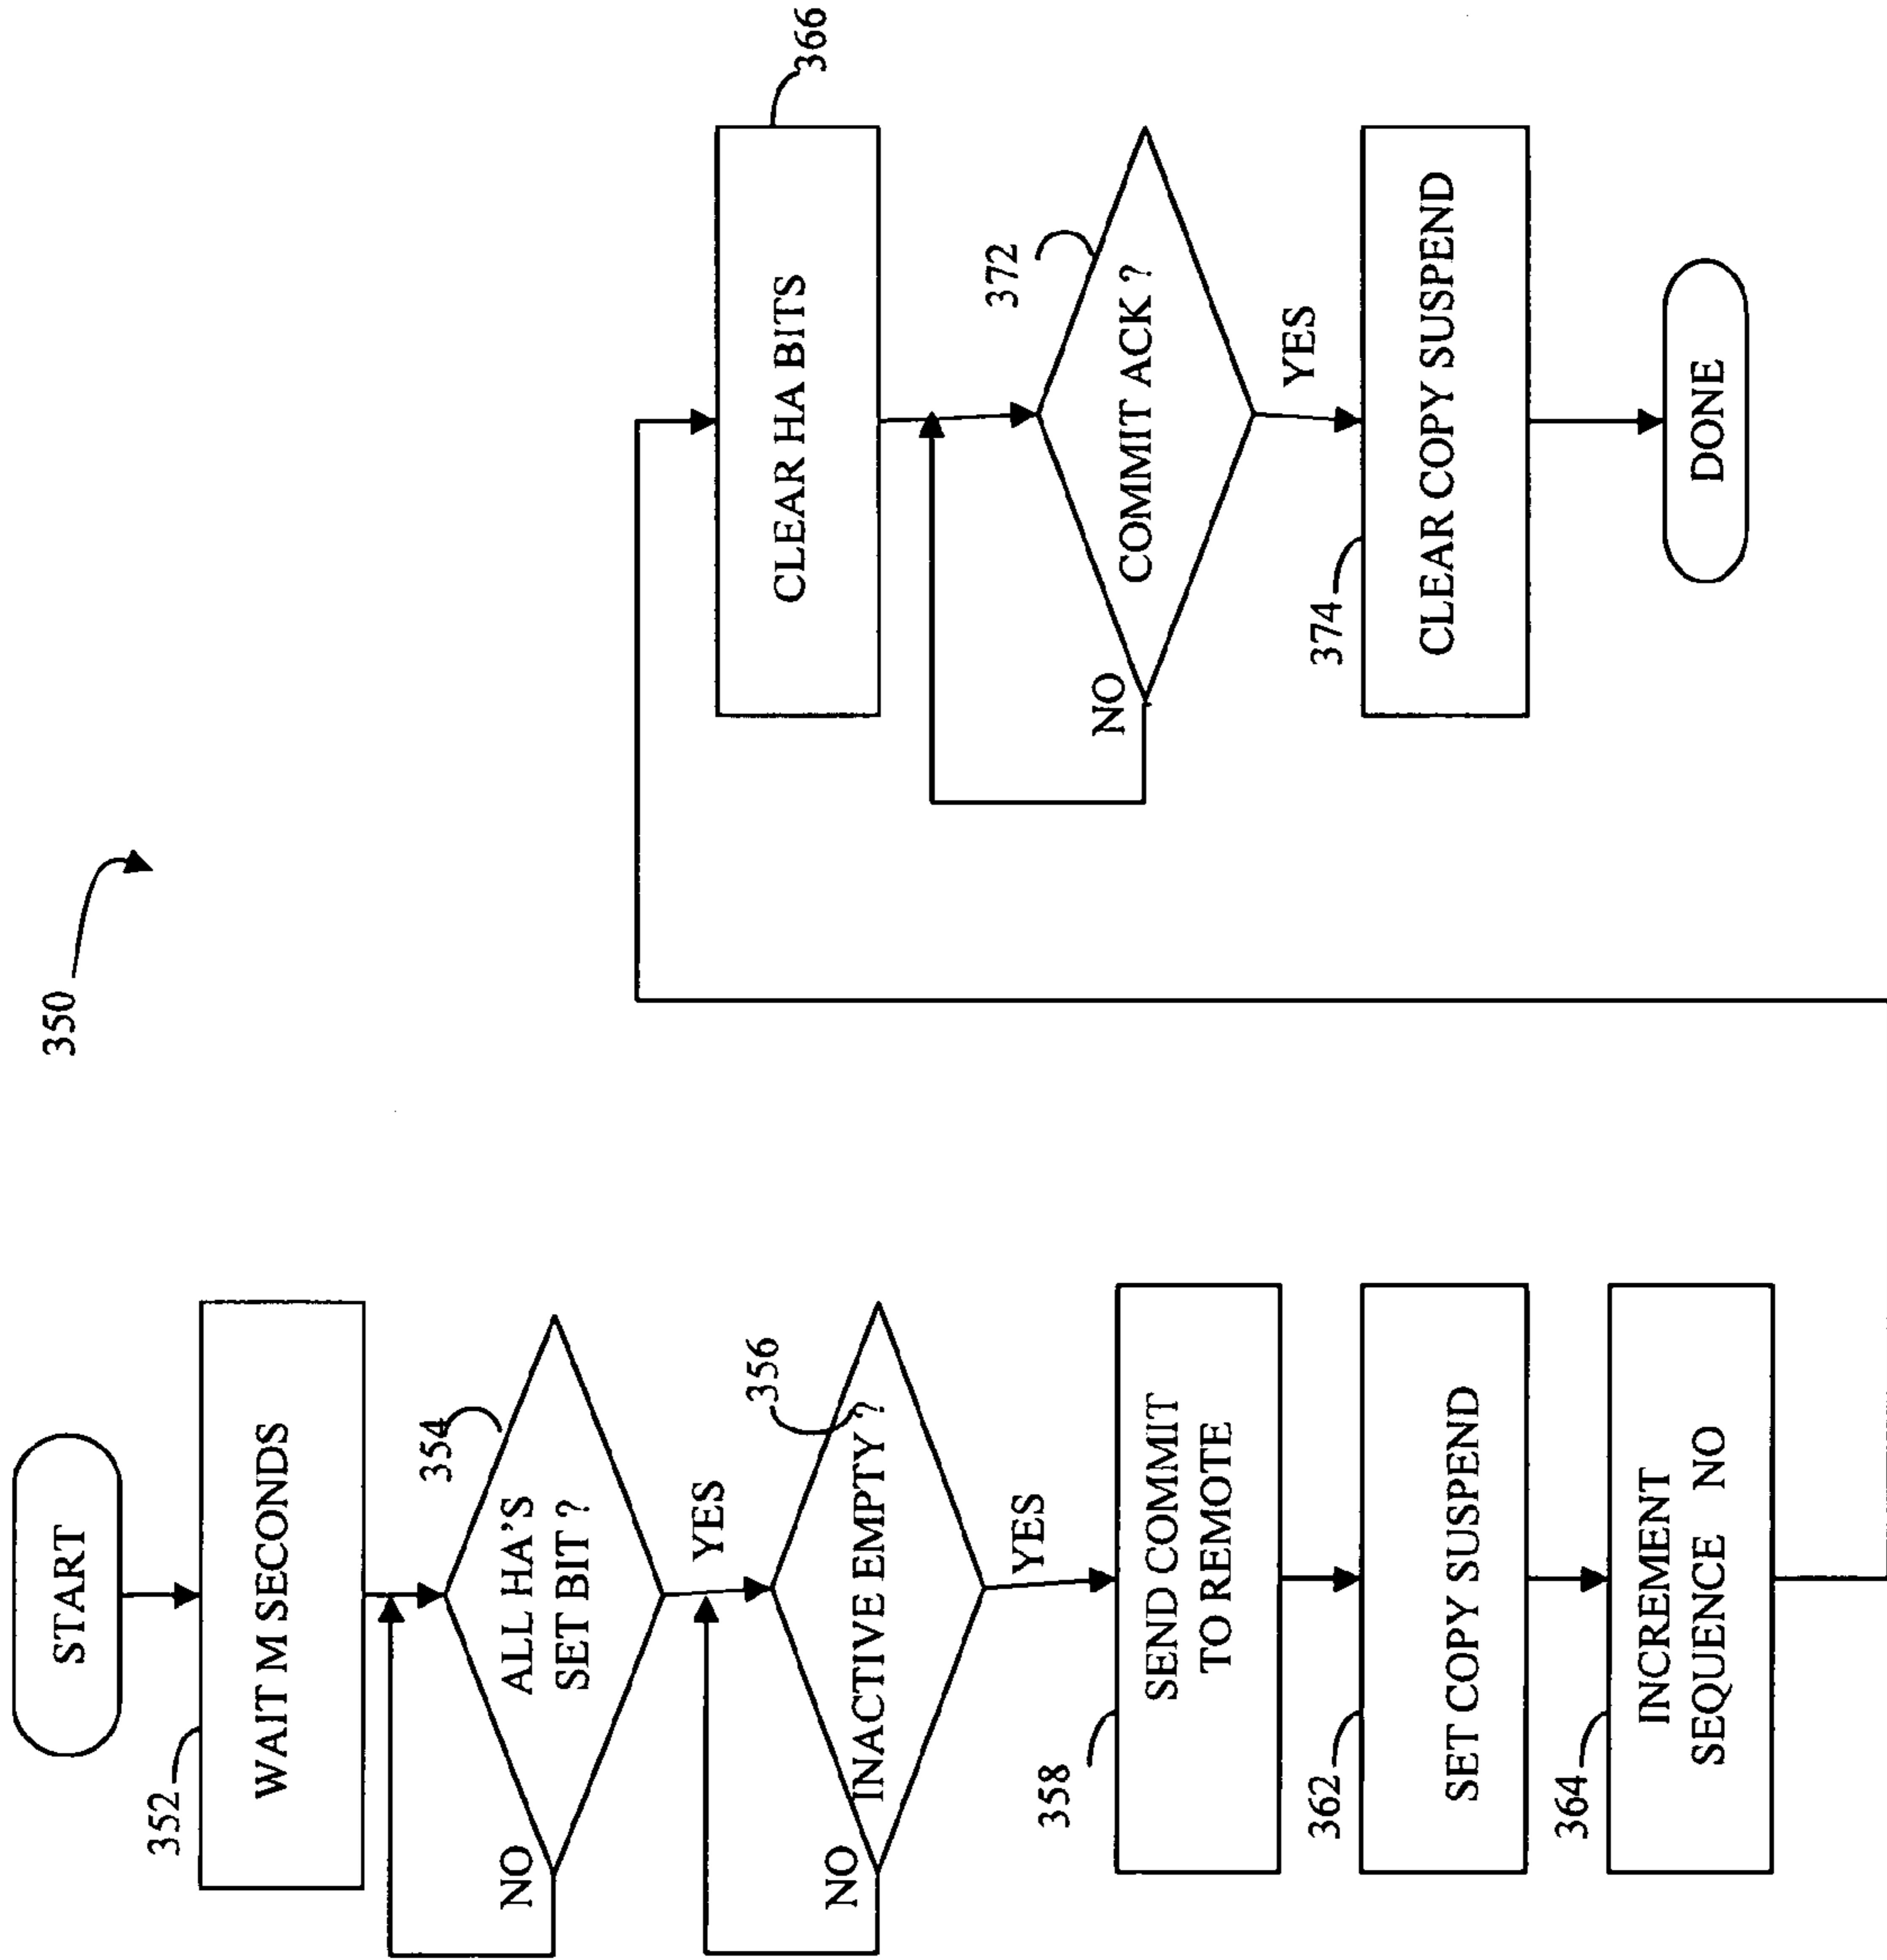 350
START
352
WAIT M SECONDS
354
ALL HA'S
SET BIT ?
NO
YES
356
INACTIVE EMPTY ?
NO
YES
358
SEND COMMIT
TO REMOTE
362
SET COPY SUSPEND
364
INCREMENT
SEQUENCE NO
366
CLEAR HA BITS
372
COMMIT ACK ?
NO
YES
374
CLEAR COPY SUSPEND
DONE